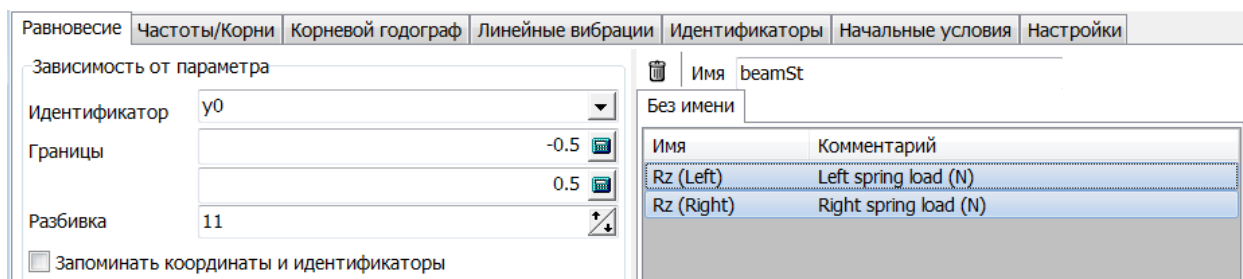 Равновесие Частоты/Корни Корневой годограф Линейные вибрации Идентификаторы Начальные условия Настройки
Зависимость от параметра
Идентификатор y0
Границы -0.5
0.5
Разбивка 11
Запоминать координаты и идентификаторы
Имя beamSt
Без имени
Имя Комментарий
Rz (Left) Left spring load (N)
Rz (Right) Right spring load (N)